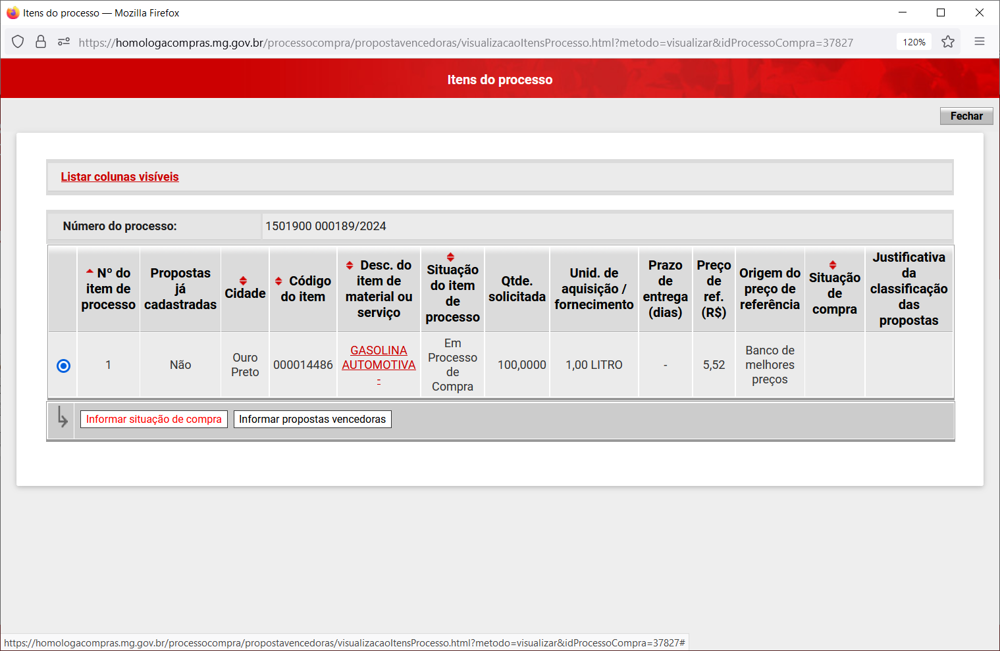 Itens do processo — Mozilla Firefox
https://homologacompras.mg.gov.br/processocompra/propostavencedoras/visualizacaoItensProcesso.html?metodo=visualizar&idProcessoCompra=37827
120%
Itens do processo
Fechar
Listar colunas visíveis
Número do processo: 1501900 000189/2024
Nº do
item de
processo
Propostas
já
cadastradas
Cidade
Código
do item
Desc. do
item de
material ou
serviço
Situação
do item
de
processo
Qtde.
solicitada
Unid. de
aquisição /
fornecimento
Prazo
de
entrega
(dias)
Preço
de
ref.
(R$)
Origem do
preço de
referência
Situação
de
compra
Justificativa
da
classificação
das
propostas
1
Não
Ouro
Preto
000014486
GASOLINA
AUTOMOTIVA
-
Em
Processo
de
Compra
100,0000
1,00 LITRO
-
5,52
Banco de
melhores
preços
Informar situação de compra
Informar propostas vencedoras
https://homologacompras.mg.gov.br/processocompra/propostavencedoras/visualizacaoItensProcesso.html?metodo=visualizar&idProcessoCompra=37827#